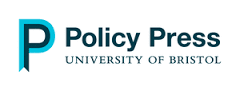 Policy Press
UNIVERSITY OF BRISTOL